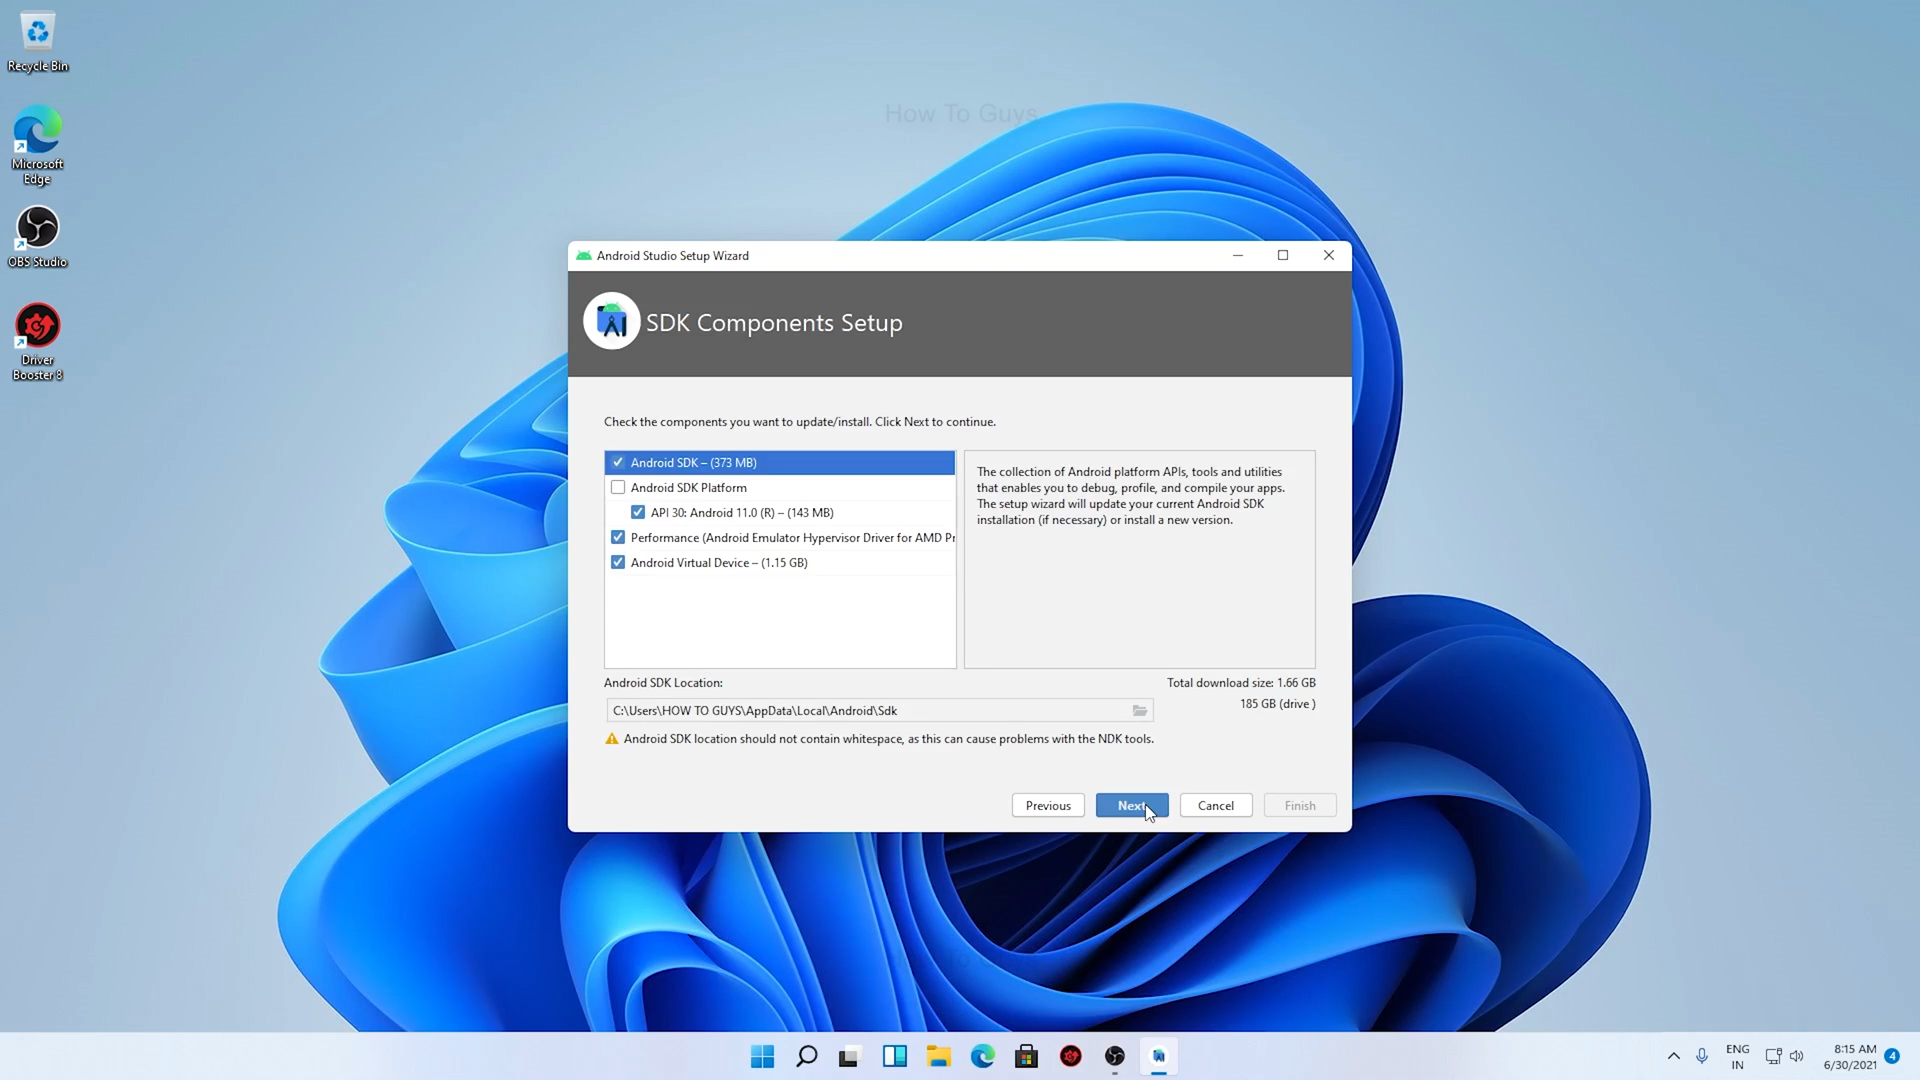 Recycle Bin
Microsoft
Edge
OBS Studio
Driver
Booster 8
How To Guys
Android Studio Setup Wizard
SDK Components Setup
Check the components you want to update/install. Click Next to continue.
Android SDK – (373 MB)
Android SDK Platform
API 30: Android 11.0 (R) – (143 MB)
Performance (Android Emulator Hypervisor Driver for AMD Pr
Android Virtual Device – (1.15 GB)
The collection of Android platform APIs, tools and utilities
that enables you to debug, profile, and compile your apps.
The setup wizard will update your current Android SDK
installation (if necessary) or install a new version.
Android SDK Location:
Total download size: 1.66 GB
185 GB (drive )
C:\Users\HOW TO GUYS\AppData\Local\Android\Sdk
Android SDK location should not contain whitespace, as this can cause problems with the NDK tools.
Previous
Next
Cancel
Finish
ENG
IN
8:15 AM
6/30/2021
4